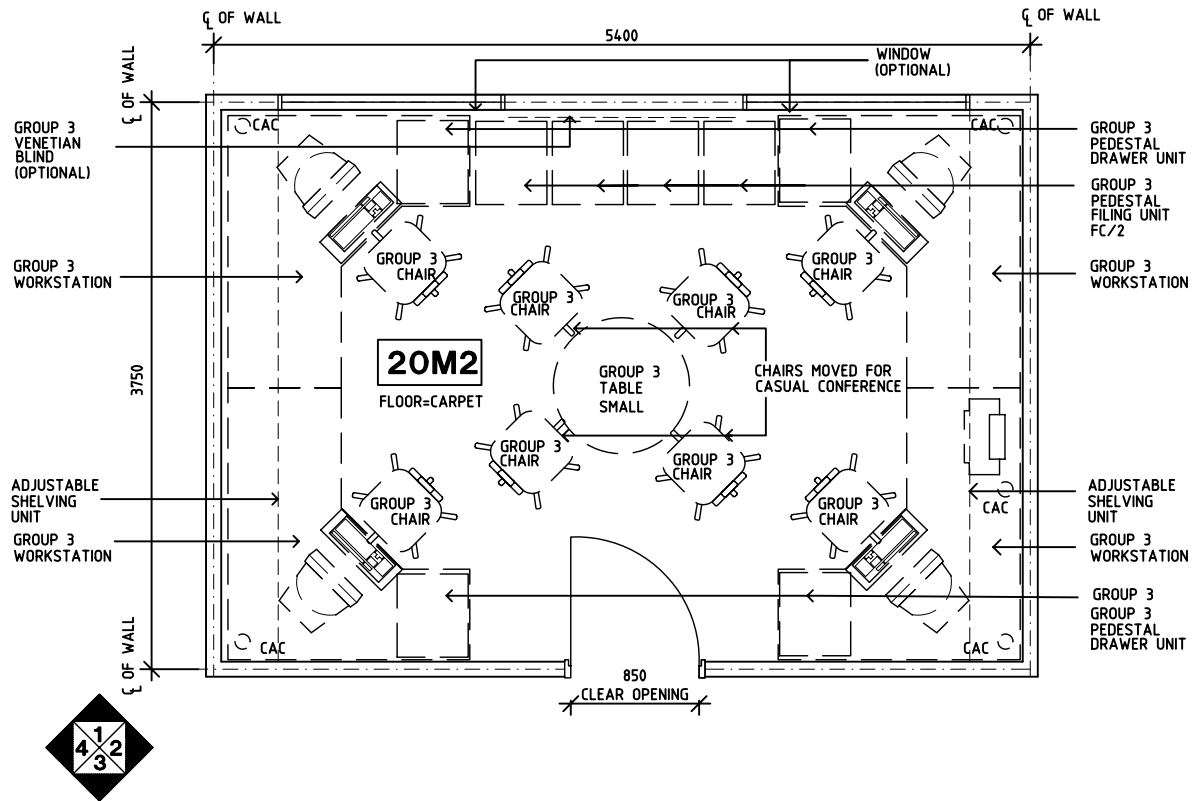 ℄ OF WALL
℄ OF WALL
5400
WINDOW
(OPTIONAL)
℄ OF WALL
GROUP 3
VENETIAN
BLIND
(OPTIONAL)
CAC
CAC
GROUP 3
PEDESTAL
DRAWER UNIT
GROUP 3
PEDESTAL
FILING UNIT
FC/2
GROUP 3
WORKSTATION
GROUP 3
CHAIR
GROUP 3
CHAIR
GROUP 3
CHAIR
GROUP 3
CHAIR
GROUP 3
WORKSTATION
3750
20M2
FLOOR=CARPET
GROUP 3
TABLE
SMALL
CHAIRS MOVED FOR
CASUAL CONFERENCE
GROUP 3
CHAIR
GROUP 3
CHAIR
GROUP 3
CHAIR
GROUP 3
CHAIR
ADJUSTABLE
SHELVING
UNIT
GROUP 3
WORKSTATION
CAC
ADJUSTABLE
SHELVING
UNIT
GROUP 3
WORKSTATION
GROUP 3
GROUP 3
PEDESTAL
DRAWER UNIT
CAC
CAC
℄ OF WALL
850
CLEAR OPENING
1
4 2
3